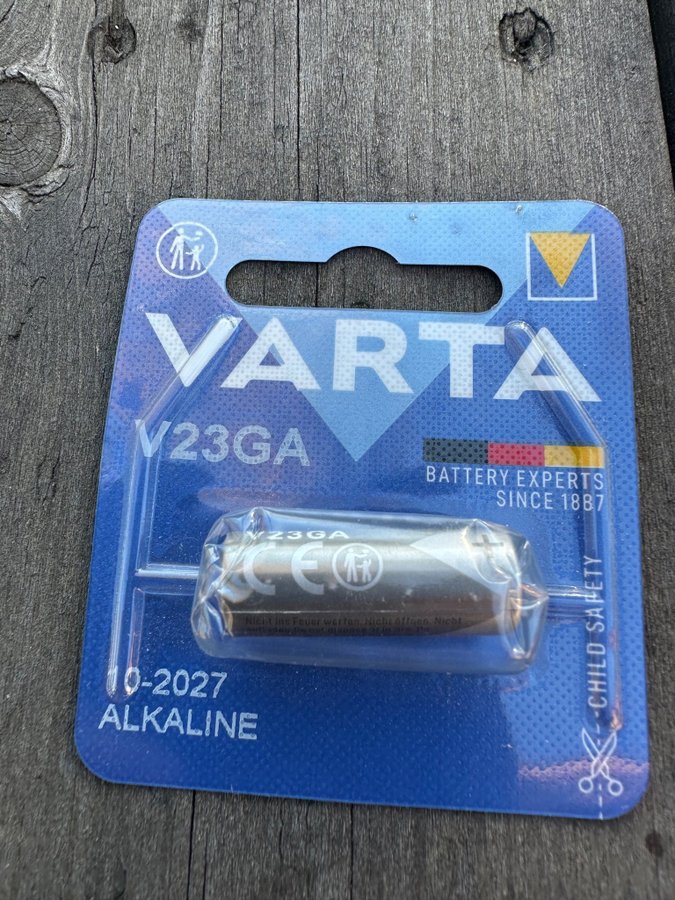 VARTA
V23GA
BATTERY EXPERTS
SINCE 1887
V23GA
CE
Nicht ins Feuer werfen, nicht öffnen. Nicht
CHILD SAFETY
10-2027
ALKALINE